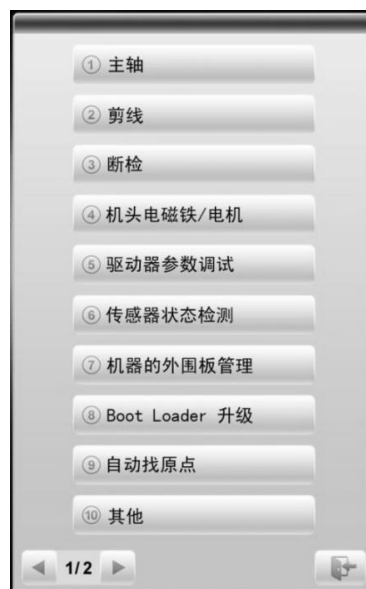 ① 主轴
② 剪线
③ 断检
④ 机头电磁铁/电机
⑤ 驱动器参数调试
⑥ 传感器状态检测
⑦ 机器的外围板管理
⑧ Boot Loader 升级
⑨ 自动找原点
⑩ 其他
1/2